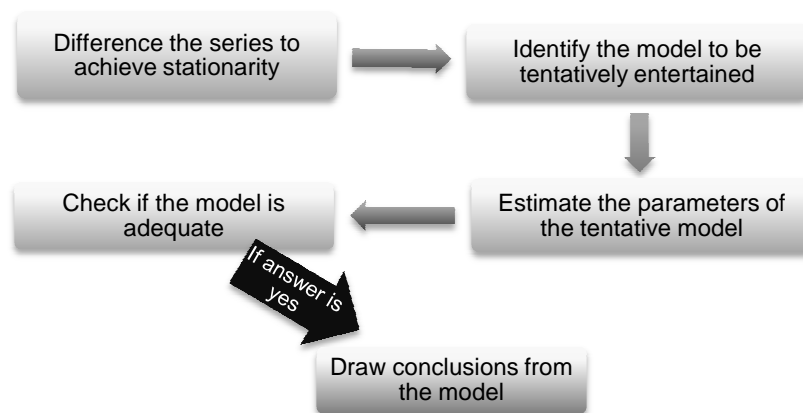 Difference the series to
achieve stationarity
Identify the model to be
tentatively entertained
Estimate the parameters of
the tentative model
Check if the model is
adequate
If answer is
yes
Draw conclusions from
the model